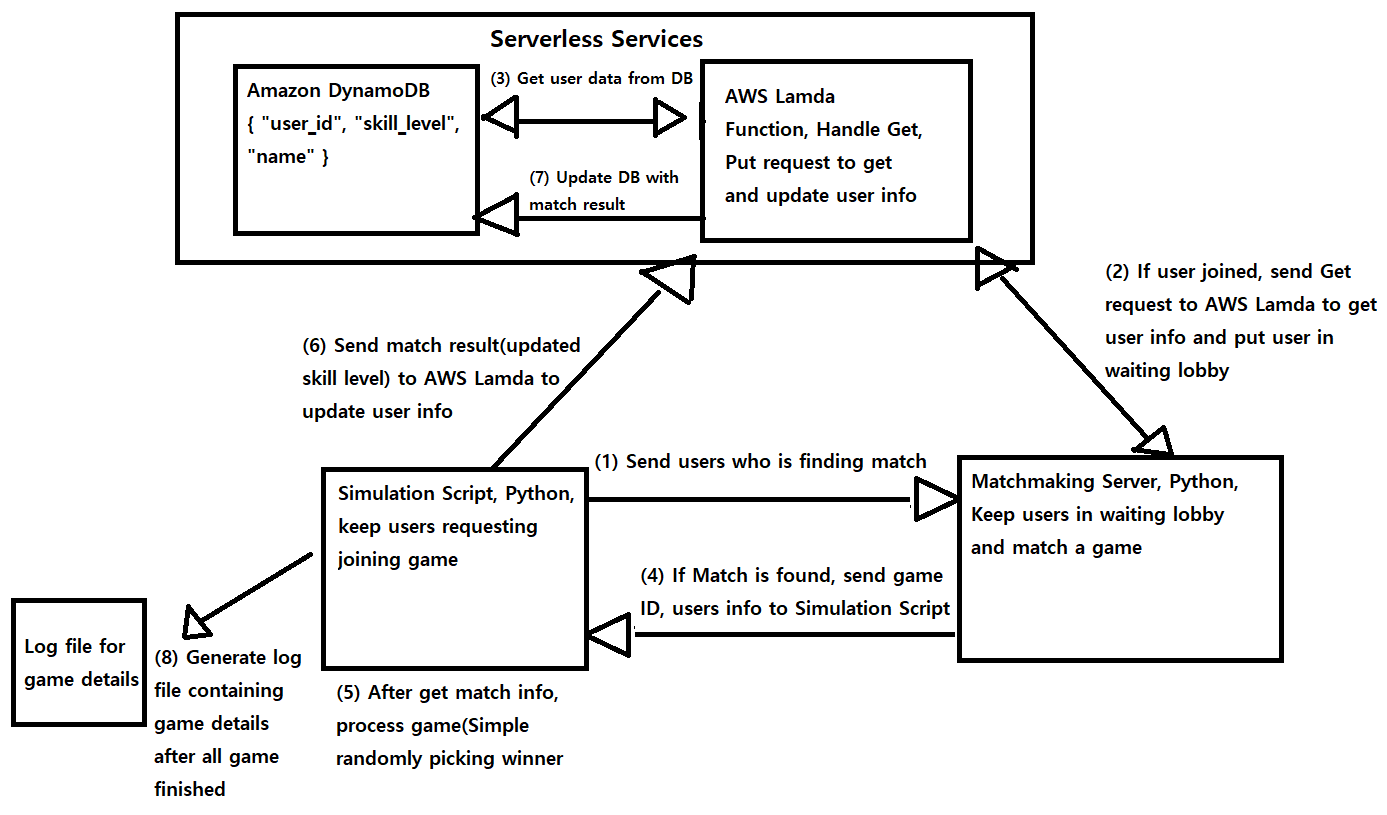 Serverless Services
Amazon DynamoDB
{ "user_id", "skill_level",
"name" }
(3) Get user data from DB
(7) Update DB with
match result
AWS Lamda
Function, Handle Get,
Put request to get
and update user info
(2) If user joined, send Get
request to AWS Lamda to get
user info and put user in
waiting lobby
(6) Send match result(updated
skill level) to AWS Lamda to
update user info
(1) Send users who is finding match
Simulation Script, Python,
keep users requesting
joining game
Matchmaking Server, Python,
Keep users in waiting lobby
and match a game
(4) If Match is found, send game
ID, users info to Simulation Script
Log file for
game details
(8) Generate log
file containing
game details
after all game
finished
(5) After get match info,
process game(Simple
randomly picking winner